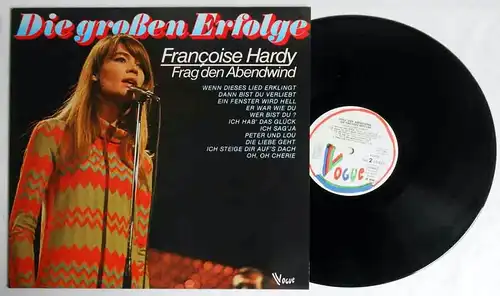 Die großen Erfolge
Françoise Hardy
Frag den Abendwind
WENN DIESES LIED ERKLINGT
DANN BIST DU VERLIEBT
EIN FENSTER WIRD HELL
ER WAR WIE DU
WER BIST DU ?
ICH HAB' DAS GLÜCK
ICH SAG'JA
PETER UND LOU
DIE LIEBE GEHT
ICH STEIGE DIR AUF'S DACH
OH, OH CHERIE
Vogue
2
VOGUE